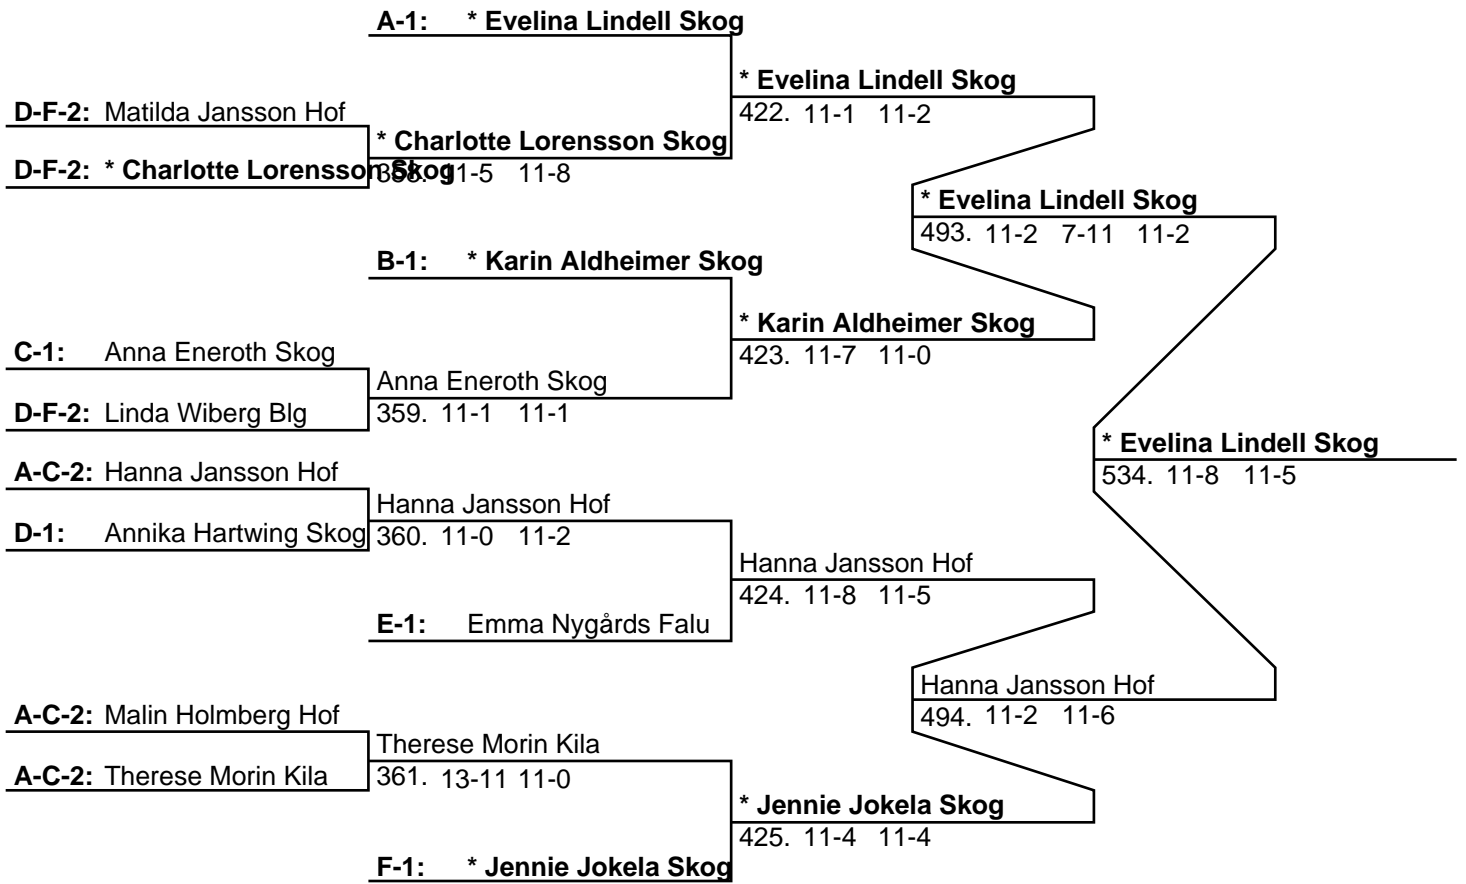 A-1: * Evelina Lindell Skog
* Evelina Lindell Skog
422. 11-1 11-2
D-F-2: Matilda Jansson Hof
* Charlotte Lorensson Skog
D-F-2: * Charlotte Lorensson Skog
11-5 11-8
* Evelina Lindell Skog
493. 11-2 7-11 11-2
B-1: * Karin Aldheimer Skog
* Karin Aldheimer Skog
423. 11-7 11-0
C-1: Anna Eneroth Skog
Anna Eneroth Skog
359. 11-1 11-1
D-F-2: Linda Wiberg Blg
* Evelina Lindell Skog
534. 11-8 11-5
A-C-2: Hanna Jansson Hof
Hanna Jansson Hof
360. 11-0 11-2
D-1: Annika Hartwing Skog
Hanna Jansson Hof
424. 11-8 11-5
E-1: Emma Nygårds Falu
Hanna Jansson Hof
494. 11-2 11-6
A-C-2: Malin Holmberg Hof
Therese Morin Kila
361. 13-11 11-0
A-C-2: Therese Morin Kila
* Jennie Jokela Skog
425. 11-4 11-4
F-1: * Jennie Jokela Skog